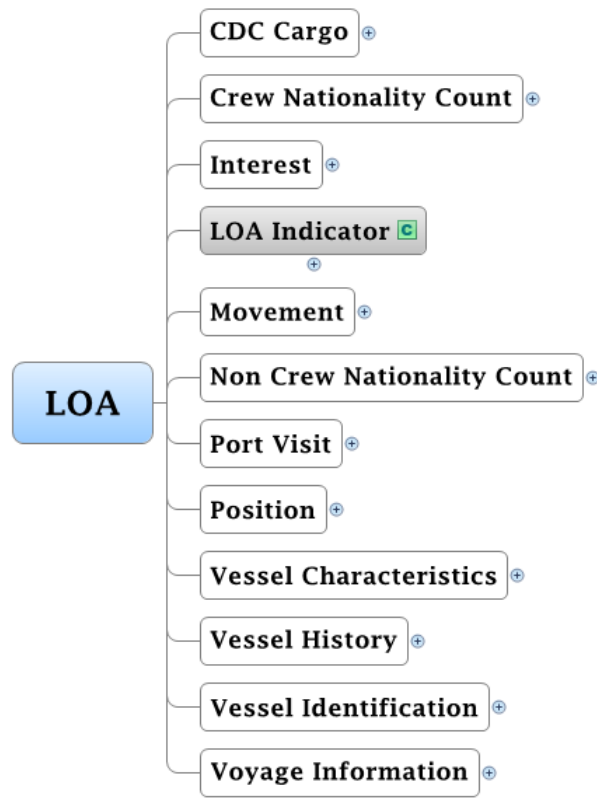 CDC Cargo
Crew Nationality Count
Interest
LOA Indicator C
Movement
Non Crew Nationality Count
LOA
Port Visit
Position
Vessel Characteristics
Vessel History
Vessel Identification
Voyage Information